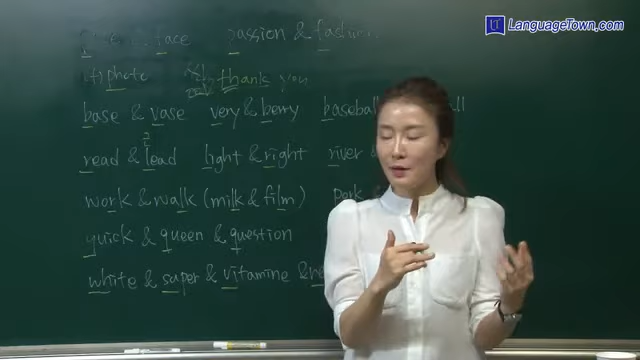 LT LanguageTown.com
face passion & fashion
photo thank you
base & vase very & berry baseball
read & lead light & right river
work & walk (milk & film) pork
quick & queen & question
white & super & vitamine &